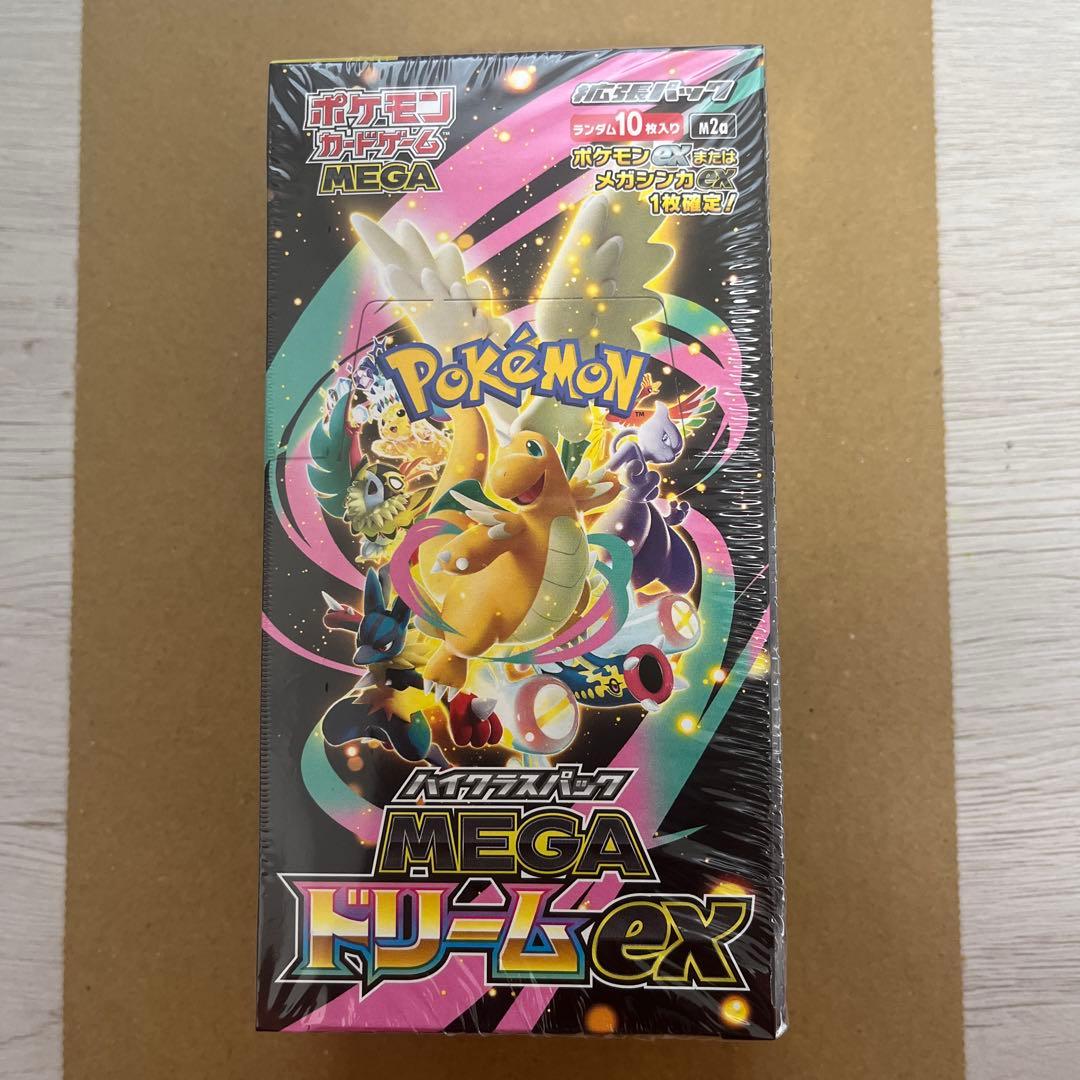 ポケモン
カードゲーム™
MEGA
拡張パック
ランダム10枚入り M2a
ポケモンexまたは
メガシンカex
1枚確定!
POKéMON™
ハイクラスパック
MEGA
ドリームex